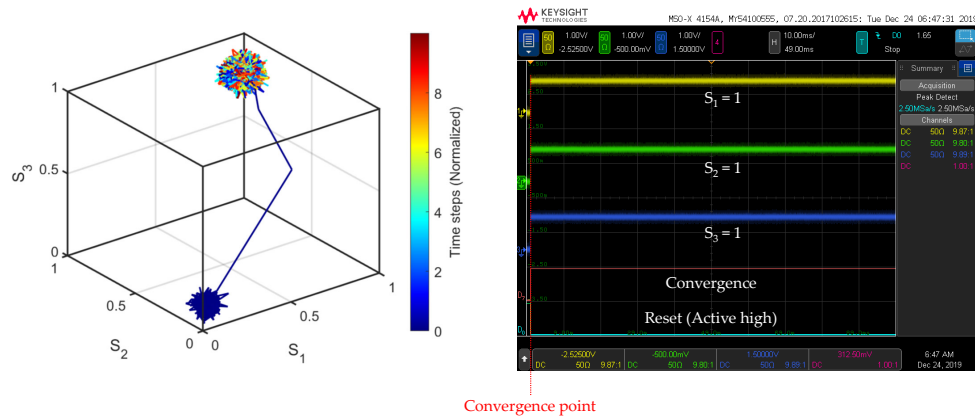 1
0.5
0
1
0.5
0
0
0.5
1
S3
S2
S1
8
6
4
2
0
Time steps (Normalized)
KEYSIGHT
TECHNOLOGIES
MSO-X 4154A, MY54100555, 07.20.2017102615: Tue Dec 24 06:47:31 2019
50Ω 1.00V/ -2.52500V
50Ω 1.00V/ -500.00mV
50Ω 1.00V/ 1.50000V
4
H 10.00ms/ 49.00ms
T D0 1.65
Stop
Summary
Acquisition
Peak Detect
2.50MSa/s 2.50MSa/s
Channels
DC 50Ω 9.87:1
DC 50Ω 9.80:1
DC 50Ω 9.89:1
DC 1.00:1
S1 = 1
S2 = 1
S3 = 1
Convergence
Reset (Active high)
D7
-2.52500V
DC 50Ω 9.87:1
-500.00mV
DC 50Ω 9.80:1
1.50000V
DC 50Ω 9.89:1
312.50mV
DC 1.00:1
6:47 AM
Dec 24, 2019
Convergence point